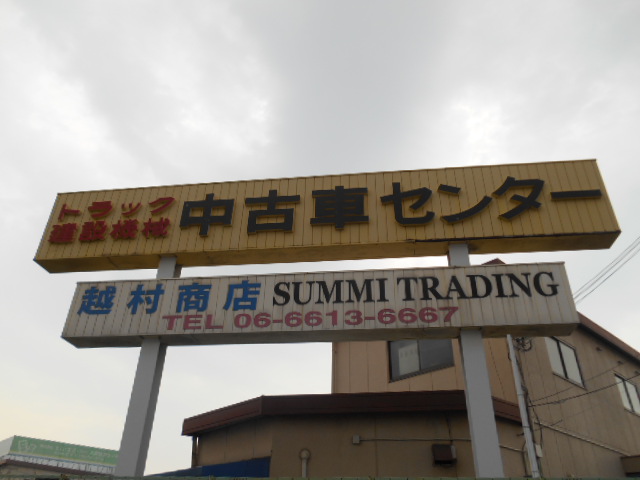 トラック
建設機械
中古車センター
越村商店 SUMMI TRADING
TEL 06-6613-6667